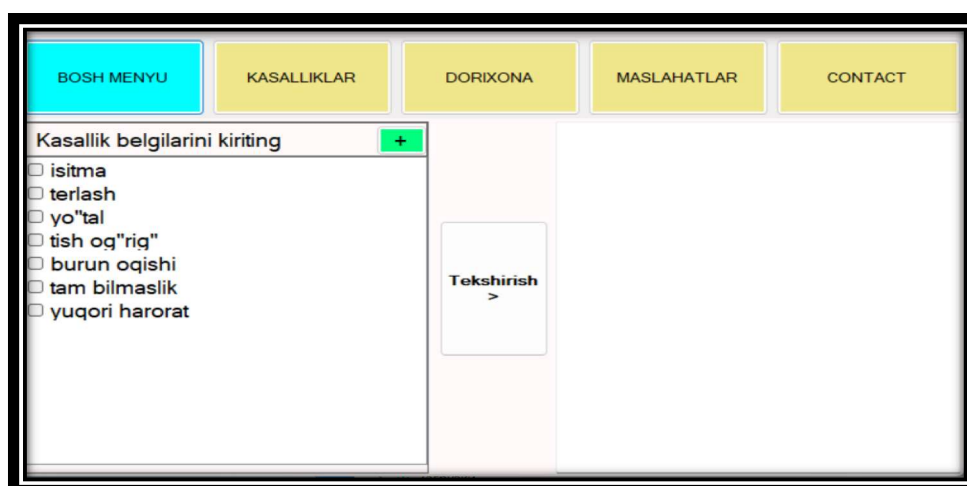 BOSH MENYU
KASALLIKLAR
DORIXONA
MASLAHATLAR
CONTACT
Kasallik belgilarini kiriting
+
isitma
terlash
yo"tal
tish og"rig"
burun oqishi
tam bilmaslik
yuqori harorat
Tekshirish
>